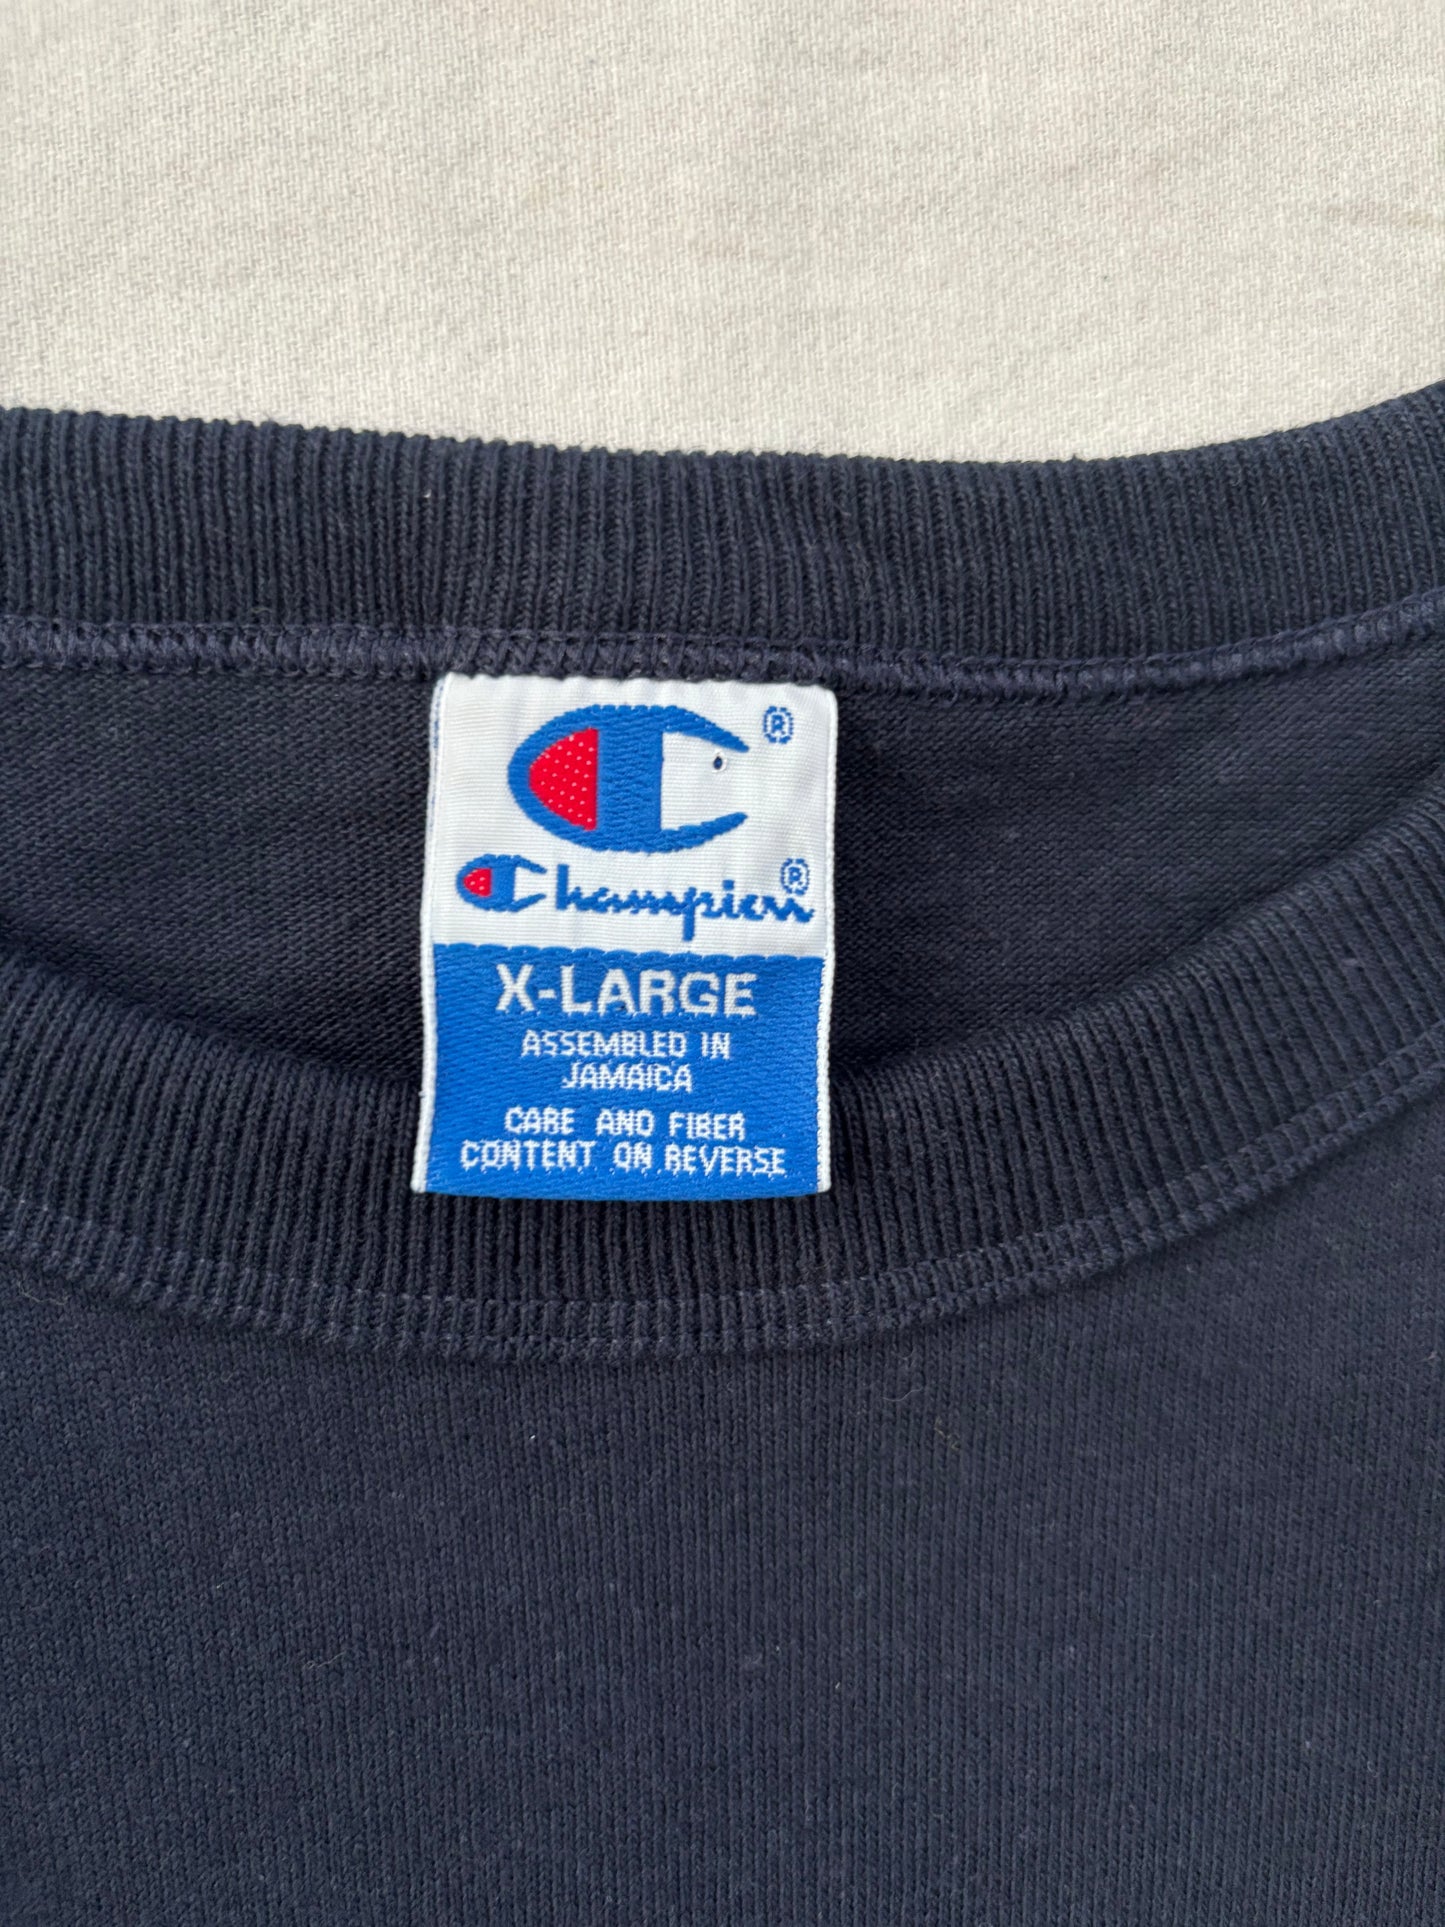 ®
Champion®
X-LARGE
ASSEMBLED IN
JAMAICA
CARE AND FIBER
CONTENT ON REVERSE